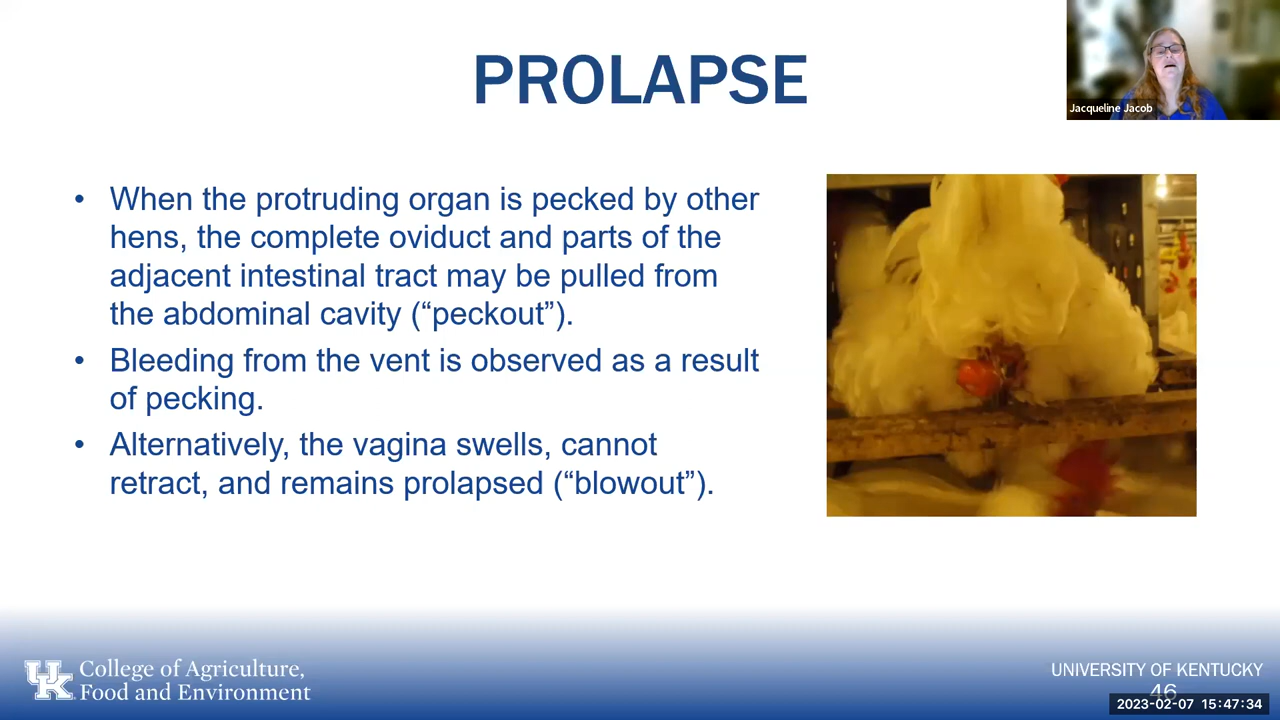 PROLAPSE
Jacqueline Jacob
• When the protruding organ is pecked by other
hens, the complete oviduct and parts of the
adjacent intestinal tract may be pulled from
the abdominal cavity (“peckout”).
• Bleeding from the vent is observed as a result
of pecking.
• Alternatively, the vagina swells, cannot
retract, and remains prolapsed (“blowout”).
UK
College of Agriculture,
Food and Environment
UNIVERSITY OF KENTUCKY
46
2023-02-07 15:47:34